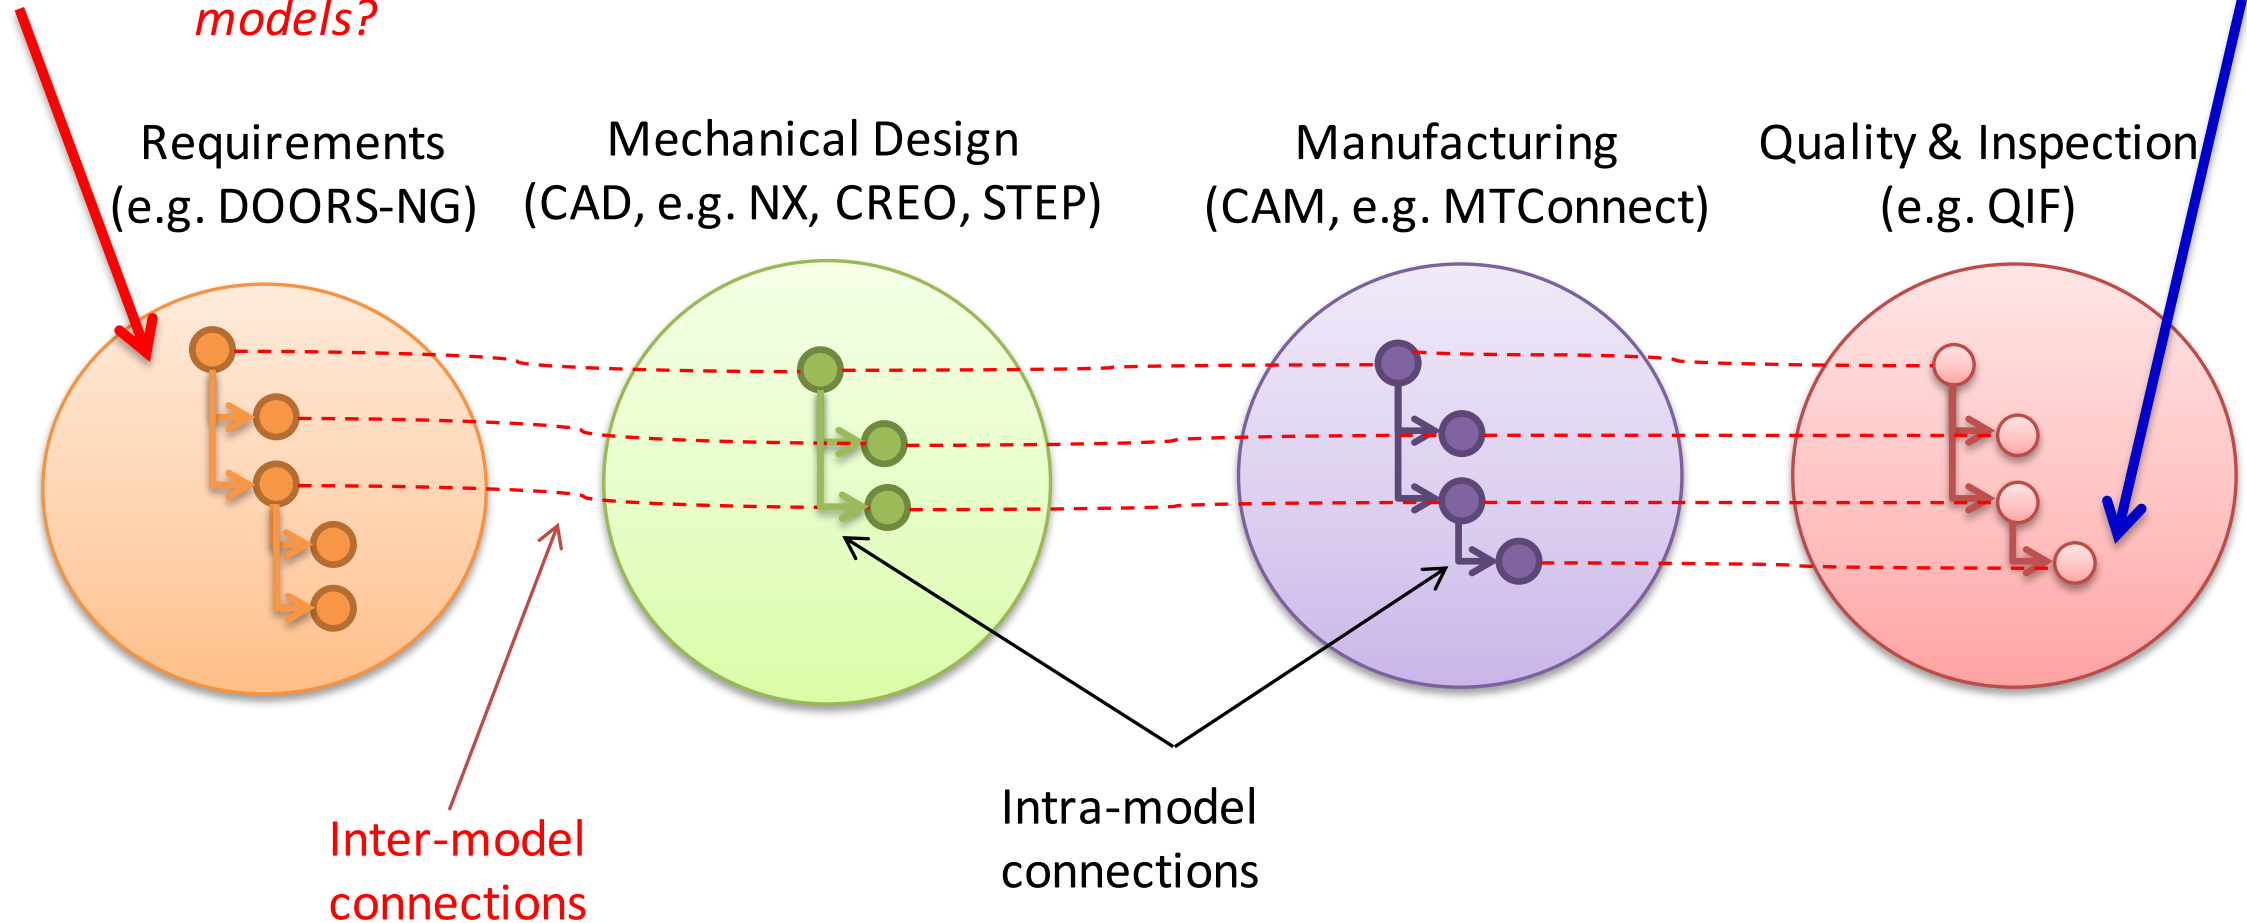 models?
Requirements
(e.g. DOORS-NG)
Mechanical Design
(CAD, e.g. NX, CREO, STEP)
Manufacturing
(CAM, e.g. MTConnect)
Quality & Inspection
(e.g. QIF)
Inter-model
connections
Intra-model
connections